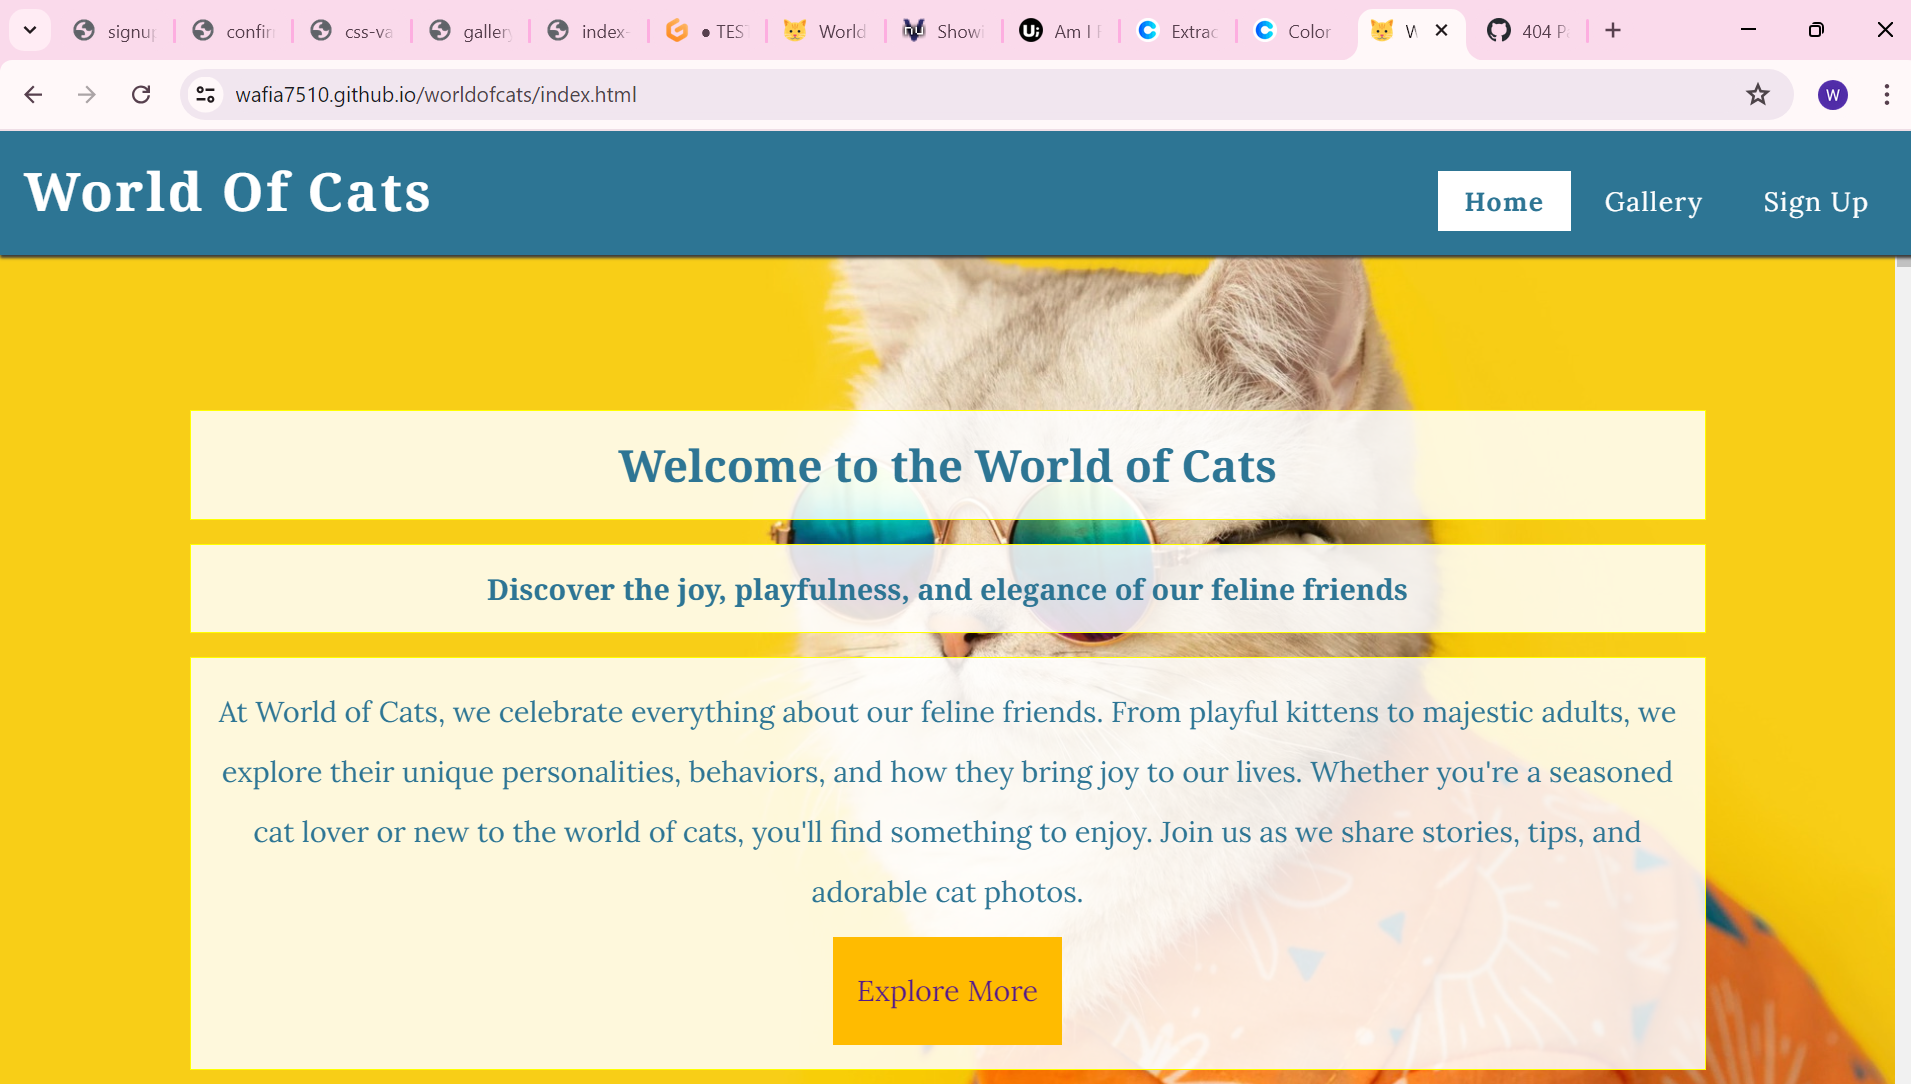 signup
confir
css-va
gallery
index-
● TEST
World
Showi
Am I R
Extrac
Color
W
404 Pa
wafia7510.github.io/worldofcats/index.html
W
World Of Cats
Home
Gallery
Sign Up
Welcome to the World of Cats
Discover the joy, playfulness, and elegance of our feline friends
At World of Cats, we celebrate everything about our feline friends. From playful kittens to majestic adults, we
explore their unique personalities, behaviors, and how they bring joy to our lives. Whether you're a seasoned
cat lover or new to the world of cats, you'll find something to enjoy. Join us as we share stories, tips, and
adorable cat photos.
Explore More